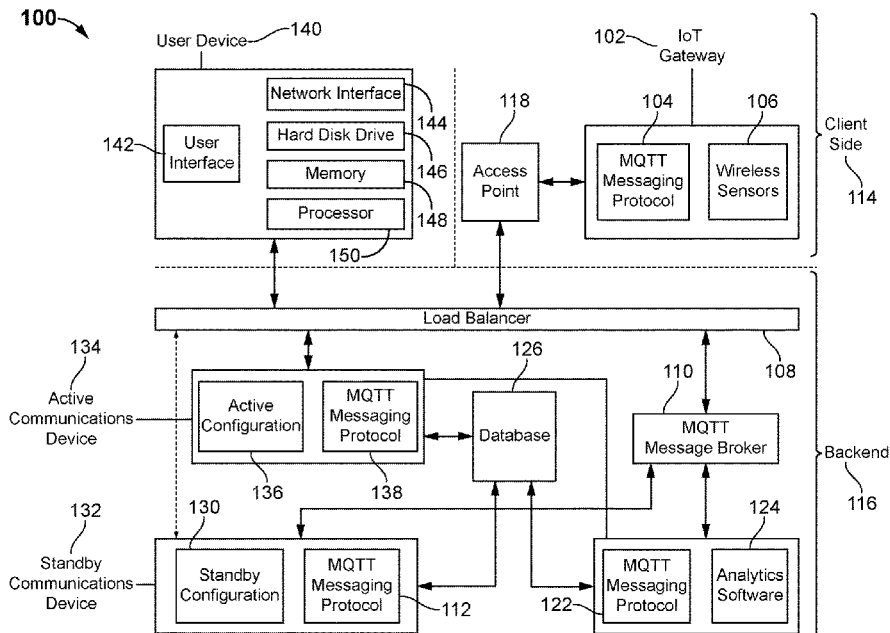 100
User Device
140
Network Interface
144
142
User
Interface
Hard Disk Drive
146
Memory
148
Processor
150
102
IoT
Gateway
118
Access
Point
104
106
MQTT
Messaging
Protocol
Wireless
Sensors
Client
Side
114
Load Balancer
108
134
Active
Communications
Device
Active
Configuration
136
MQTT
Messaging
Protocol
138
126
Database
110
MQTT
Message Broker
Backend
116
132
Standby
Communications
Device
130
Standby
Configuration
MQTT
Messaging
Protocol
112
122
MQTT
Messaging
Protocol
124
Analytics
Software